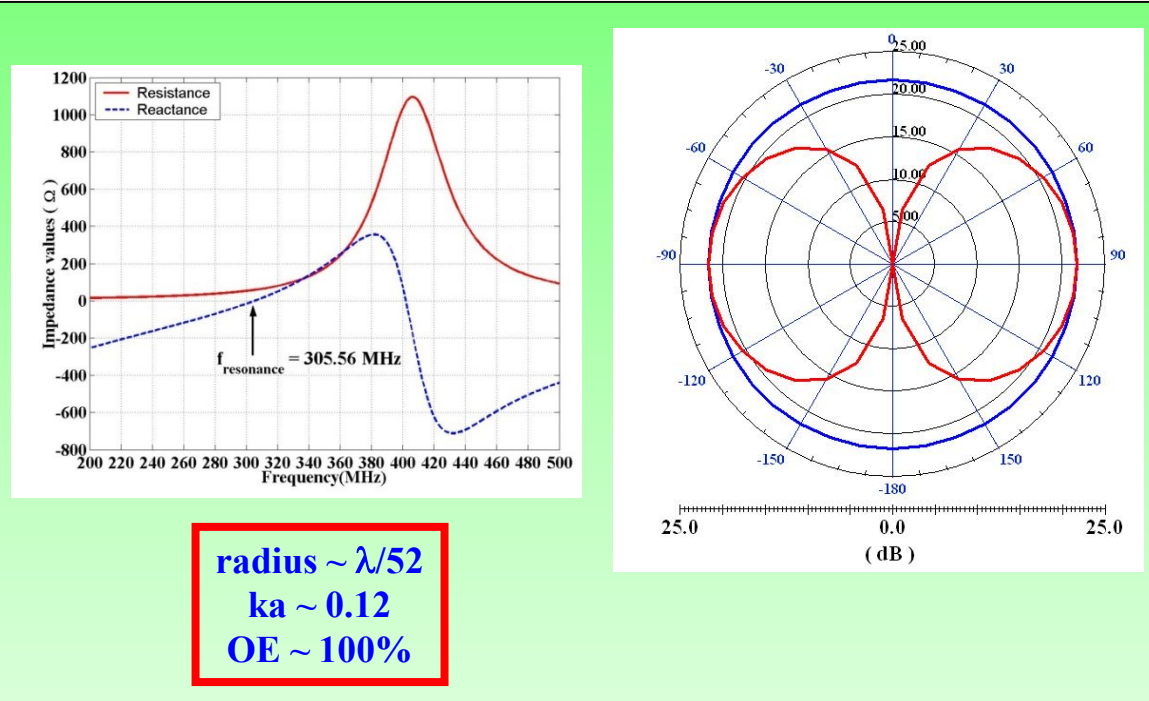 1200
1000
800
600
400
200
0
-200
-400
-600
-800
Impedance values ( Ω )
Resistance
Reactance
f resonance = 305.56 MHz
200 220 240 260 280 300 320 340 360 380 400 420 440 460 480 500
Frequency(MHz)
radius ~ λ/52
ka ~ 0.12
OE ~ 100%
0
25.00
-30
30
20.00
15.00
-60
60
10.00
5.00
-90
90
-120
120
-150
150
-180
25.0 0.0 25.0
( dB )